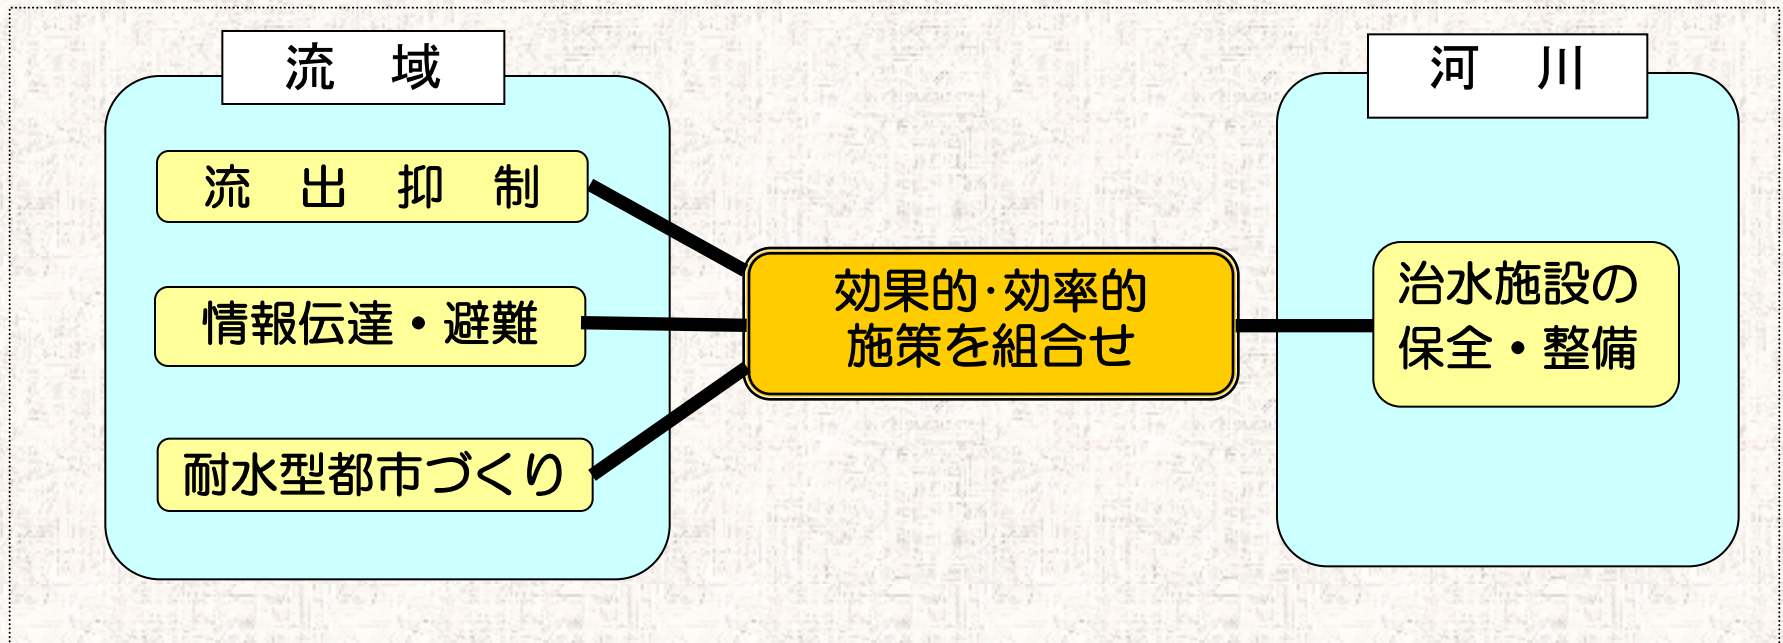 流　域
流　出　抑　制
情報伝達・避難
耐水型都市づくり
効果的・効率的
施策を組合せ
河　川
治水施設の
保全・整備